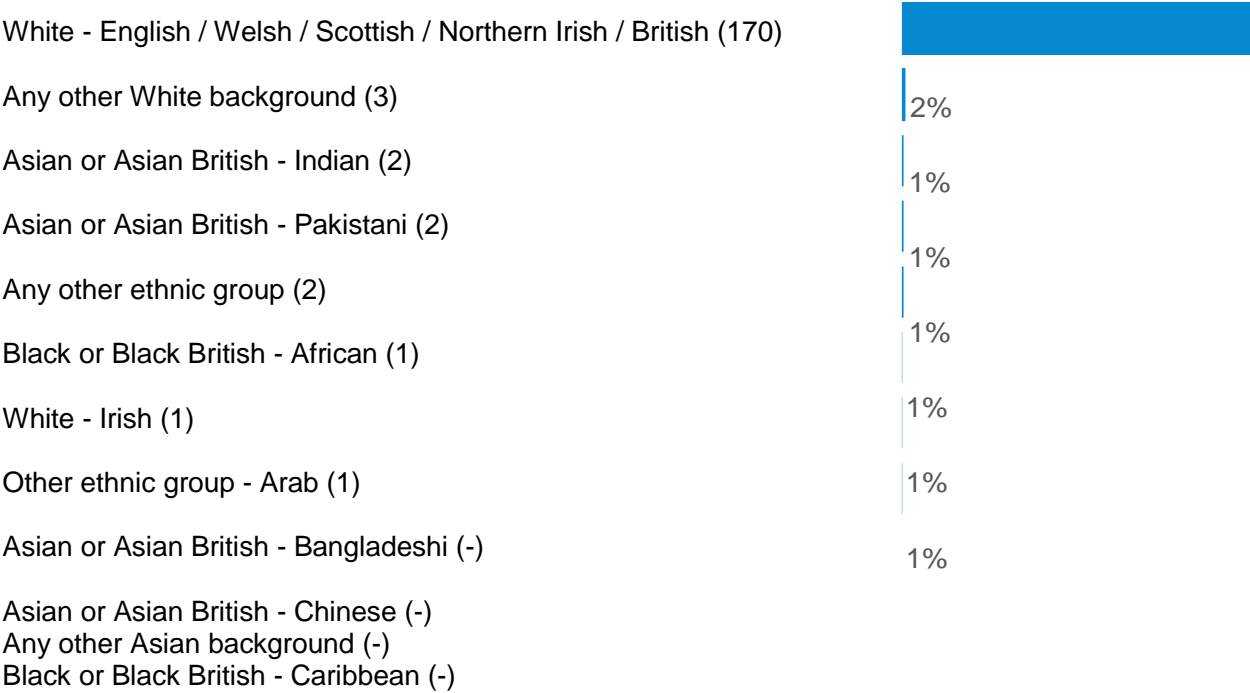 White - English / Welsh / Scottish / Northern Irish / British (170)
Any other White background (3)
2%
Asian or Asian British - Indian (2)
1%
Asian or Asian British - Pakistani (2)
1%
Any other ethnic group (2)
1%
Black or Black British - African (1)
1%
White - Irish (1)
Other ethnic group - Arab (1)
1%
Asian or Asian British - Bangladeshi (-)
1%
Asian or Asian British - Chinese (-)
Any other Asian background (-)
Black or Black British - Caribbean (-)